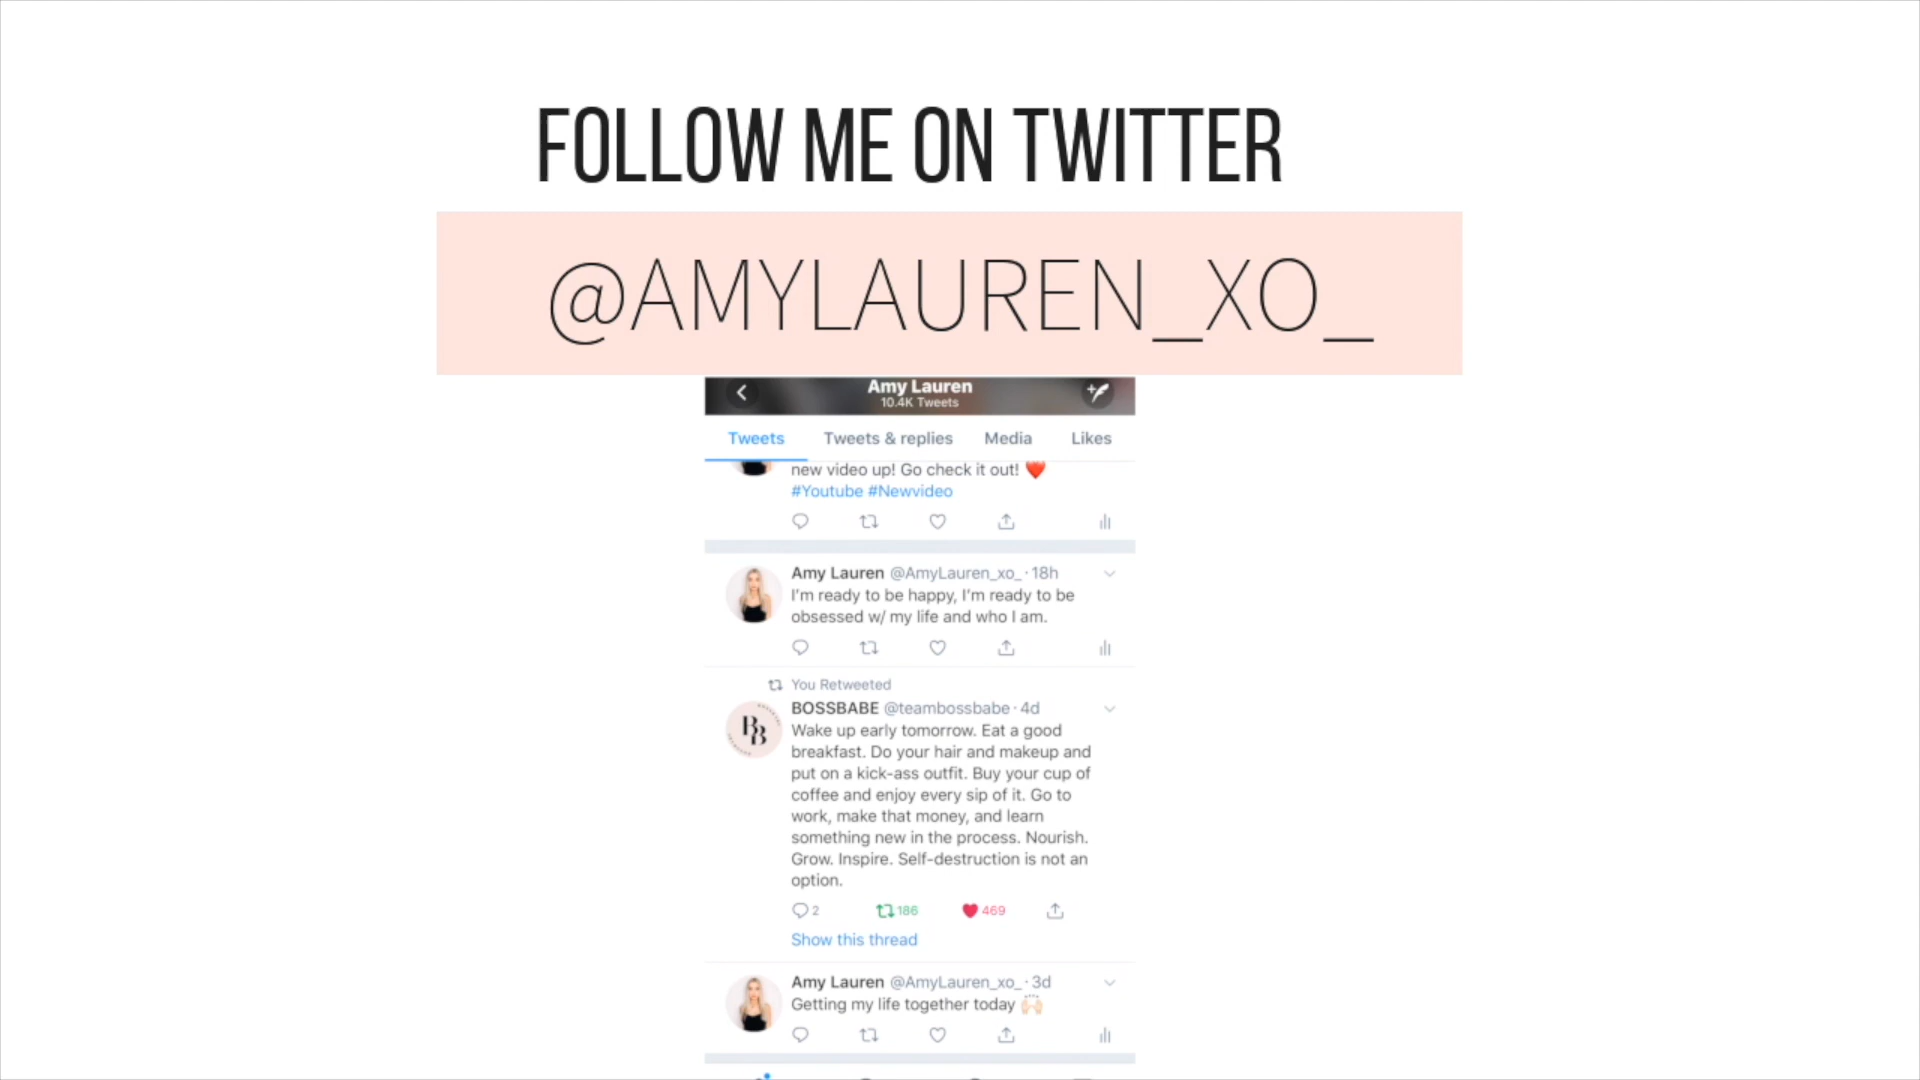 FOLLOW ME ON TWITTER
@AMYLAUREN_XO_
Amy Lauren
10.4K Tweets
Tweets Tweets & replies Media Likes
new video up! Go check it out! ❤️
#Youtube #Newvideo
Amy Lauren @AmyLauren_xo_ · 18h
I'm ready to be happy, I'm ready to be
obsessed w/ my life and who I am.
You Retweeted
BOSSBABE @teambossbabe · 4d
BB
Wake up early tomorrow. Eat a good
breakfast. Do your hair and makeup and
put on a kick-ass outfit. Buy your cup of
coffee and enjoy every sip of it. Go to
work, make that money, and learn
something new in the process. Nourish.
Grow. Inspire. Self-destruction is not an
option.
2 186 469
Show this thread
Amy Lauren @AmyLauren_xo_ · 3d
Getting my life together today 🙌🏻